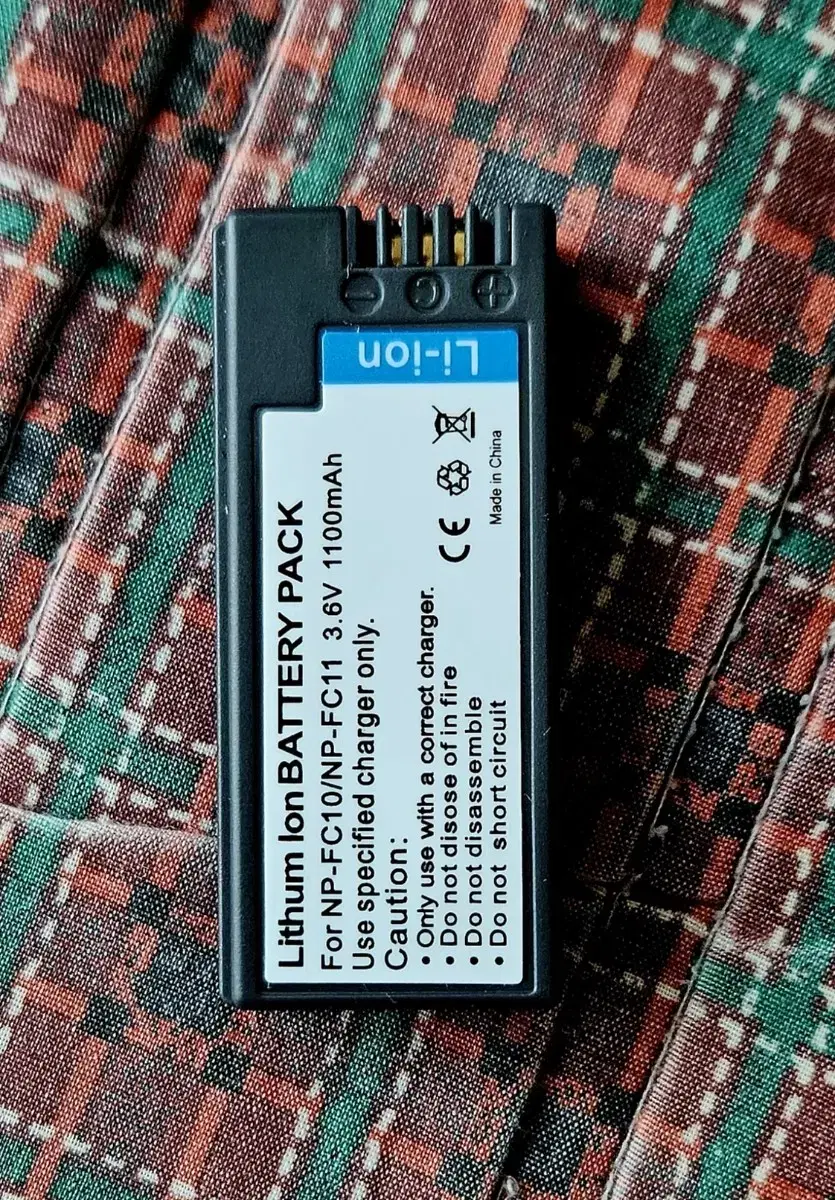 Li-ion
Lithum Ion BATTERY PACK
For NP-FC10/NP-FC11 3.6V 1100mAh
Use specified charger only.
Caution:
• Only use with a correct charger.
• Do not disose of in fire
• Do not disassemble
• Do not short circuit
CE
Made in China